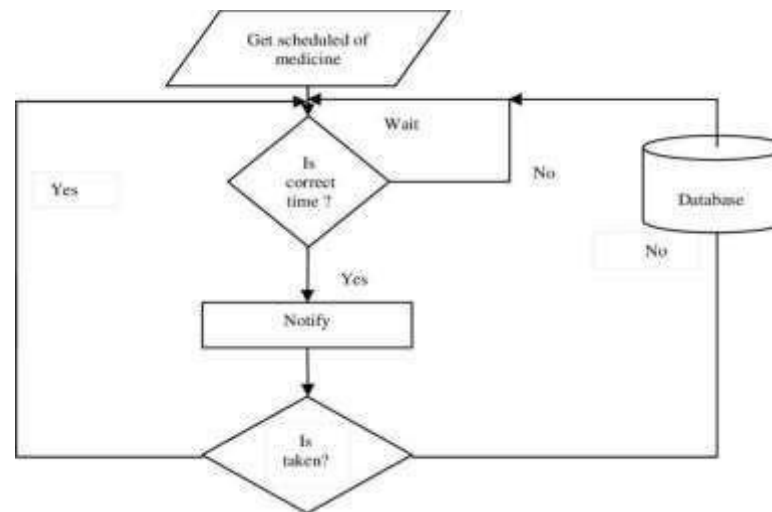 Get scheduled of
medicine
Wait
Is
correct
time ?
No
Yes
Database
No
Yes
Notify
Is
taken?